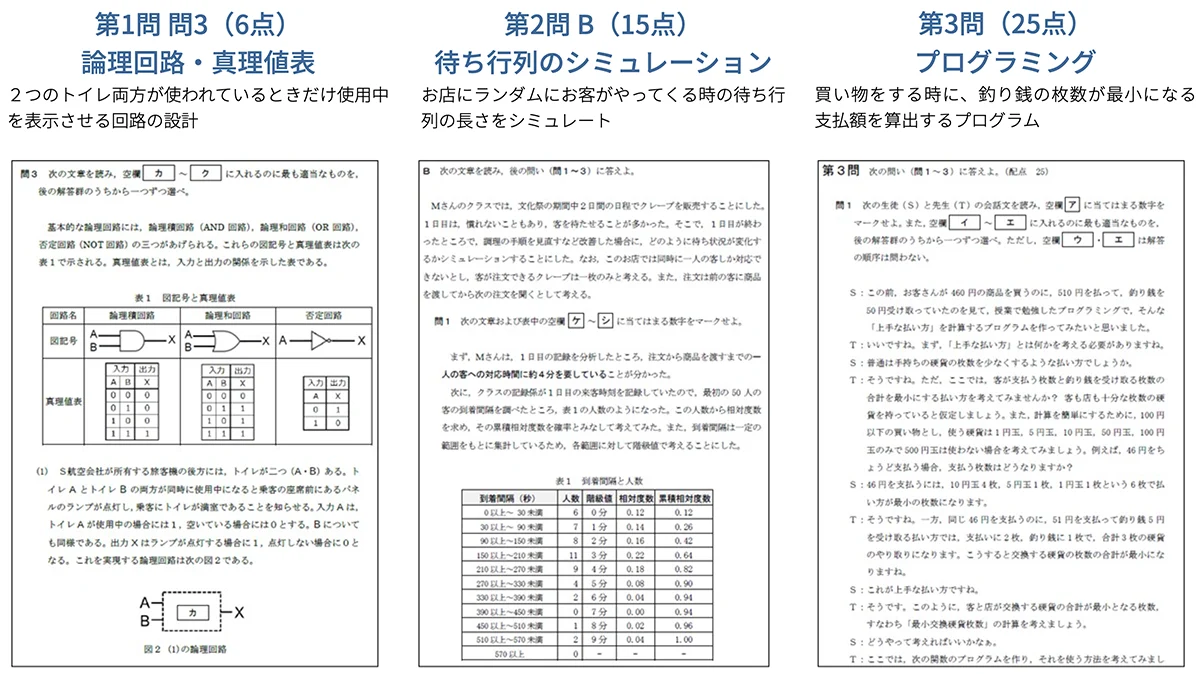 第1問 問3（6点）
論理回路・真理値表
２つのトイレ両方が使われているときだけ使用中
を表示させる回路の設計
問３ 次の文章を読み，空欄 カ ～ ク に入れるのに最も適当なものを，
後の解答群のうちから一つずつ選べ。
基本的な論理回路には，論理積回路（AND 回路），論理和回路（OR 回路），
否定回路（NOT 回路）の三つがあげられる。これらの図記号と真理値表は次の
表１で示される。真理値表とは，入力と出力の関係を示した表である。
表１ 図記号と真理値表
回路名 論理積回路 論理和回路 否定回路
図記号 A B X A B X A X
真理値表
入力 出力 入力 出力 入力 出力
A B X A B X A X
0 0 0 0 0 0 0 1
0 1 0 0 1 1 1 0
1 0 0 1 0 1
1 1 1 1 1 1
(1) Ｓ航空会社が所有する旅客機の後方には，トイレが二つ（A・B）ある。ト
イレ A とトイレ B の両方が同時に使用中になると乗客の座席前にあるパネ
ルのランプが点灯し，乗客にトイレが満室であることを知らせる。入力 A は，
トイレ A が使用中の場合には１，空いている場合には０とする。B について
も同様である。出力 X はランプが点灯する場合に１，点灯しない場合に０と
なる。これを実現する論理回路は次の図２である。
A B カ X
図２ (1)の論理回路
第2問 B（15点）
待ち行列のシミュレーション
お店にランダムにお客がやってくる時の待ち行
列の長さをシミュレート
B 次の文章を読み，後の問い（問１～３）に答えよ。
Ｍさんのクラスでは，文化祭の期間中２日間の日程でクレープを販売することにした。
１日目は，慣れないこともあり，客を待たせることが多かった。そこで，１日目が終わ
ったところで，調理の手順を見直すなど改善した場合に，どのように待ち状況が変化す
るかシミュレーションすることにした。なお，このお店では同時に一人の客しか対応で
きないとし，客が注文できるクレープは一枚のみと考える。また，注文は前の客に商品
を渡してから次の注文を聞くとして考える。
問１ 次の文章および表中の空欄 ケ ～ シ に当てはまる数字をマークせよ。
まず，Ｍさんは，１日目の記録を分析したところ，注文から商品を渡すまでの一
人の客への対応時間に約４分を要していることが分かった。
次に，クラスの記録係が１日目の来客時刻を記録していたので，最初の 50 人の
客の到着間隔を調べたところ，表１の人数のようになった。この人数から相対度数
を求め，その累積相対度数を確率とみなして考えてみた。また，到着間隔は一定の
範囲をもとに集計しているため，各範囲に対して階級値で考えることにした。
表１ 到着間隔と人数
到着間隔（秒） 人数 階級値 相対度数 累積相対度数
0 以上～ 30 未満 6 0 分 0.12 0.12
30 以上～ 90 未満 7 1 分 0.14 0.26
90 以上～150 未満 8 2 分 0.16 0.42
150 以上～210 未満 11 3 分 0.22 0.64
210 以上～270 未満 9 4 分 0.18 0.82
270 以上～330 未満 4 5 分 0.08 0.90
330 以上～390 未満 2 6 分 0.04 0.94
390 以上～450 未満 0 7 分 0.00 0.94
450 以上～510 未満 1 8 分 0.02 0.96
510 以上～570 未満 2 9 分 0.04 1.00
570 以上 0 － － －
第3問（25点）
プログラミング
買い物をする時に、釣り銭の枚数が最小になる
支払額を算出するプログラム
第３問 次の問い（問１～３）に答えよ。（配点 25）
問１ 次の生徒（Ｓ）と先生（Ｔ）の会話文を読み，空欄 ア に当てはまる数字を
マークせよ。また，空欄 イ ～ エ に入れるのに最も適当なものを，
後の解答群のうちから一つずつ選べ。ただし，空欄 ウ ・ エ は解答
の順序は問わない。
Ｓ：この前，お客さんが 460 円の商品を買うのに，510 円を払って，釣り銭を
50 円受け取っていたのを見て，授業で勉強したプログラミングで，そんな
「上手な払い方」を計算するプログラムを作ってみたいと思いました。
Ｔ：いいですね。まず，「上手な払い方」とは何かを考える必要がありますね。
Ｓ：普通は手持ちの硬貨の枚数を少なくするような払い方でしょうか。
Ｔ：そうですね。ただ，ここでは，客が支払う枚数と釣り銭を受け取る枚数の
合計を最小にする払い方を考えてみませんか？ 客も店も十分な枚数の硬
貨を持っていると仮定しましょう。また，計算を簡単にするために，100 円
以下の買い物とし，使う硬貨は１円玉，５円玉，10 円玉，50 円玉，100 円
玉のみで 500 円玉は使わない場合を考えてみましょう。例えば，46 円をち
ょうど支払う場合，支払う枚数はどうなりますか？
Ｓ：46 円を支払うには，10 円玉４枚，５円玉１枚，１円玉１枚という６枚で払
い方が最小の枚数になります。
Ｔ：そうですね。一方，同じ 46 円を支払うのに，51 円を支払って釣り銭５円
を受け取る払い方では，支払いに２枚，釣り銭に１枚で，合計３枚の硬貨
のやり取りになります。こうすると交換する硬貨の枚数の合計が最小にな
りますね。
Ｓ：これが上手な払い方ですね。
Ｔ：そうです。このように，客と店が交換する硬貨の合計が最小となる枚数，
すなわち「最小交換硬貨枚数」の計算を考えましょう。
Ｓ：どうやって考えればいいかなぁ。
Ｔ：ここでは，次の関数のプログラムを作り，それを使う方法を考えてみまし